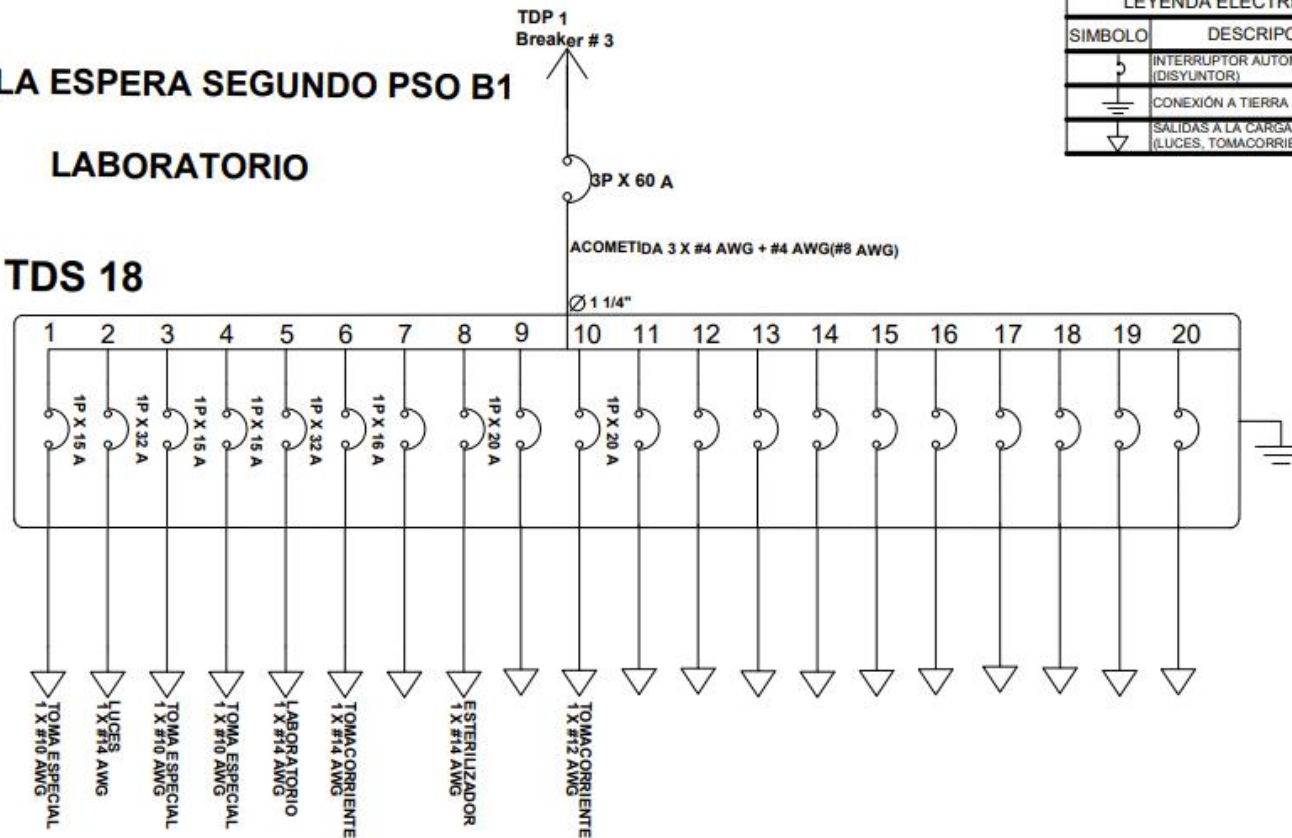 TDP 1
Breaker # 3
LEYENDA ELECTRI
SIMBOLO
DESCRIPC
INTERRUPTOR AUTOM
(DISYUNTOR)
CONEXIÓN A TIERRA
SALIDAS A LA CARGA
(LUCES, TOMACORRIE
LA ESPERA SEGUNDO PSO B1
LABORATORIO
3P X 60 A
ACOMETIDA 3 X #4 AWG + #4 AWG(#8 AWG)
TDS 18
Ø 1 1/4"
1 2 3 4 5 6 7 8 9 10 11 12 13 14 15 16 17 18 19 20
1P X 15 A
1P X 32 A
1P X 15 A
1P X 15 A
1P X 32 A
1P X 16 A
1P X 20 A
1P X 20 A
TOMA ESPECIAL
1 X #10 AWG
LUCES
1 X #14 AWG
TOMA ESPECIAL
1 X #10 AWG
TOMA ESPECIAL
1 X #10 AWG
LABORATORIO
1 X #14 AWG
TOMACORRIENTE
1 X #14 AWG
ESTERILIZADOR
1 X #14 AWG
TOMACORRIENTE
1 X #12 AWG